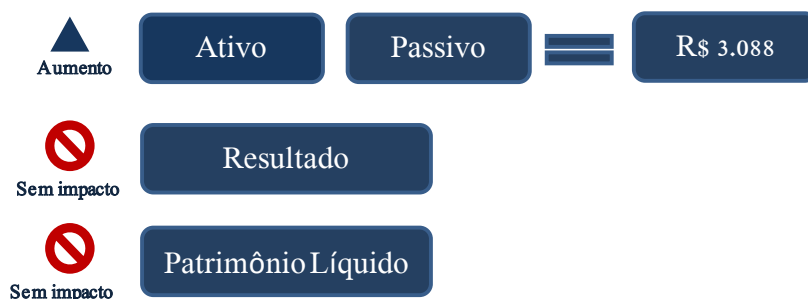 Ativo
Passivo
R$ 3.088
Aumento
Resultado
Sem impacto
Patrimônio Líquido
Sem impacto